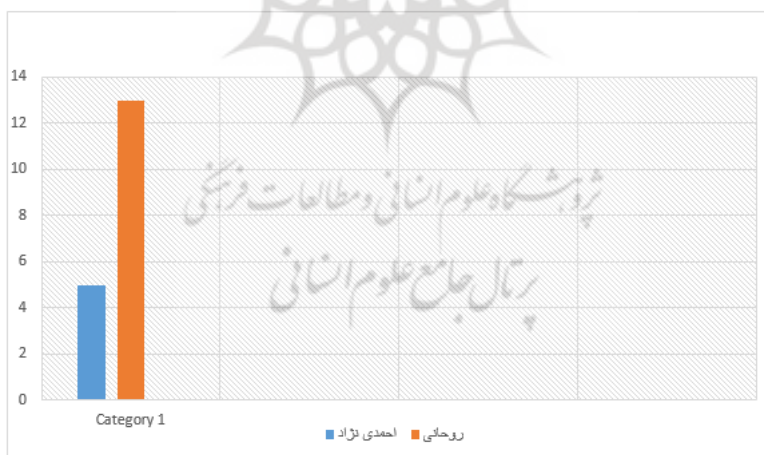 14
12
10
8
6
4
2
0
پژوهشگاه علوم انسانی و مطالعات فرهنگی
پرتال جامع علوم انسانی
Category 1
احمدی نژاد روحانی